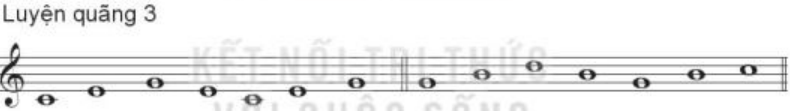 Luyện quãng 3
KẾT NỐI TRI THỨC
VỚI CUỘC SỐNG